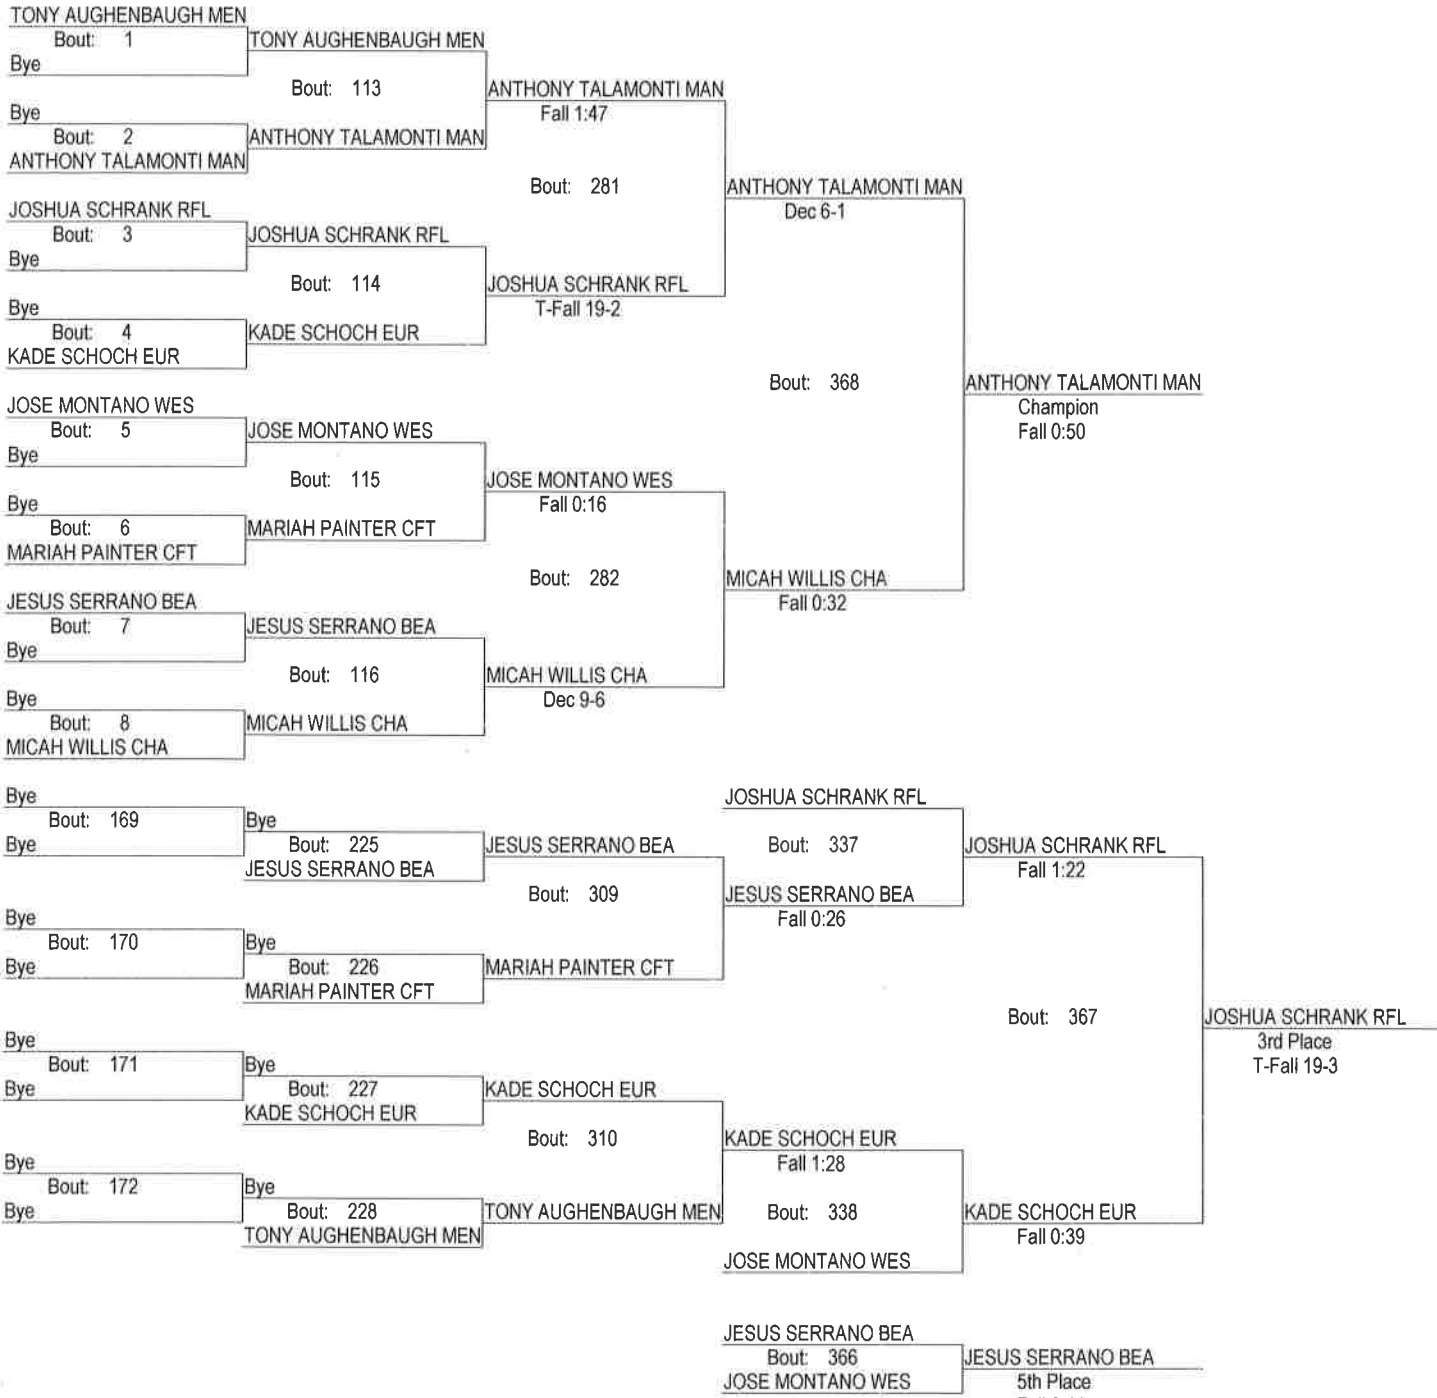 TONY AUGHENBAUGH MEN
Bout: 1
Bye
TONY AUGHENBAUGH MEN
Bout: 113
Bye
Bout: 2
ANTHONY TALAMONTI MAN
ANTHONY TALAMONTI MAN
ANTHONY TALAMONTI MAN
Fall 1:47
Bout: 281
JOSHUA SCHRANK RFL
Bout: 3
Bye
JOSHUA SCHRANK RFL
Bout: 114
Bye
Bout: 4
KADE SCHOCH EUR
KADE SCHOCH EUR
JOSHUA SCHRANK RFL
T-Fall 19-2
ANTHONY TALAMONTI MAN
Dec 6-1
Bout: 368
ANTHONY TALAMONTI MAN
Champion
Fall 0:50
JOSE MONTANO WES
Bout: 5
Bye
JOSE MONTANO WES
Bout: 115
Bye
Bout: 6
MARIAH PAINTER CFT
MARIAH PAINTER CFT
JOSE MONTANO WES
Fall 0:16
Bout: 282
MICAH WILLIS CHA
Fall 0:32
JESUS SERRANO BEA
Bout: 7
Bye
JESUS SERRANO BEA
Bout: 116
Bye
Bout: 8
MICAH WILLIS CHA
MICAH WILLIS CHA
MICAH WILLIS CHA
Dec 9-6
Bye
Bout: 169
Bye
Bye
Bout: 225
JESUS SERRANO BEA
JESUS SERRANO BEA
Bout: 309
Bye
Bout: 170
Bye
Bye
Bout: 226
MARIAH PAINTER CFT
MARIAH PAINTER CFT
JOSHUA SCHRANK RFL
Bout: 337
JESUS SERRANO BEA
Fall 0:26
JOSHUA SCHRANK RFL
Fall 1:22
Bout: 367
JOSHUA SCHRANK RFL
3rd Place
T-Fall 19-3
Bye
Bout: 171
Bye
Bye
Bout: 227
KADE SCHOCH EUR
KADE SCHOCH EUR
Bout: 310
Bye
Bout: 172
Bye
Bye
Bout: 228
TONY AUGHENBAUGH MEN
TONY AUGHENBAUGH MEN
KADE SCHOCH EUR
Fall 1:28
Bout: 338
JOSE MONTANO WES
KADE SCHOCH EUR
Fall 0:39
JESUS SERRANO BEA
Bout: 366
JOSE MONTANO WES
JESUS SERRANO BEA
5th Place